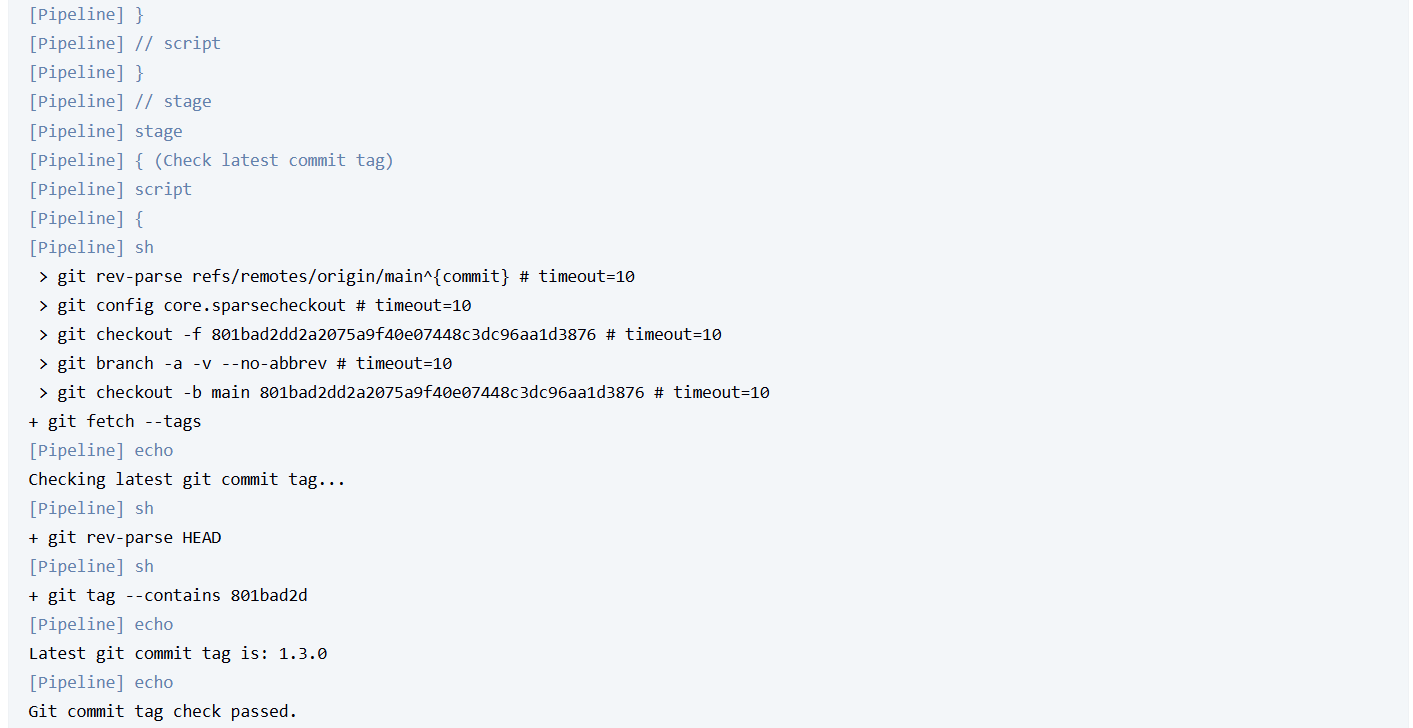 [Pipeline] }
[Pipeline] // script
[Pipeline] }
[Pipeline] // stage
[Pipeline] stage
[Pipeline] { (Check latest commit tag)
[Pipeline] script
[Pipeline] {
[Pipeline] sh
> git rev-parse refs/remotes/origin/main^{commit} # timeout=10
> git config core.sparsecheckout # timeout=10
> git checkout -f 801bad2dd2a2075a9f40e07448c3dc96aa1d3876 # timeout=10
> git branch -a -v --no-abbrev # timeout=10
> git checkout -b main 801bad2dd2a2075a9f40e07448c3dc96aa1d3876 # timeout=10
+ git fetch --tags
[Pipeline] echo
Checking latest git commit tag...
[Pipeline] sh
+ git rev-parse HEAD
[Pipeline] sh
+ git tag --contains 801bad2d
[Pipeline] echo
Latest git commit tag is: 1.3.0
[Pipeline] echo
Git commit tag check passed.